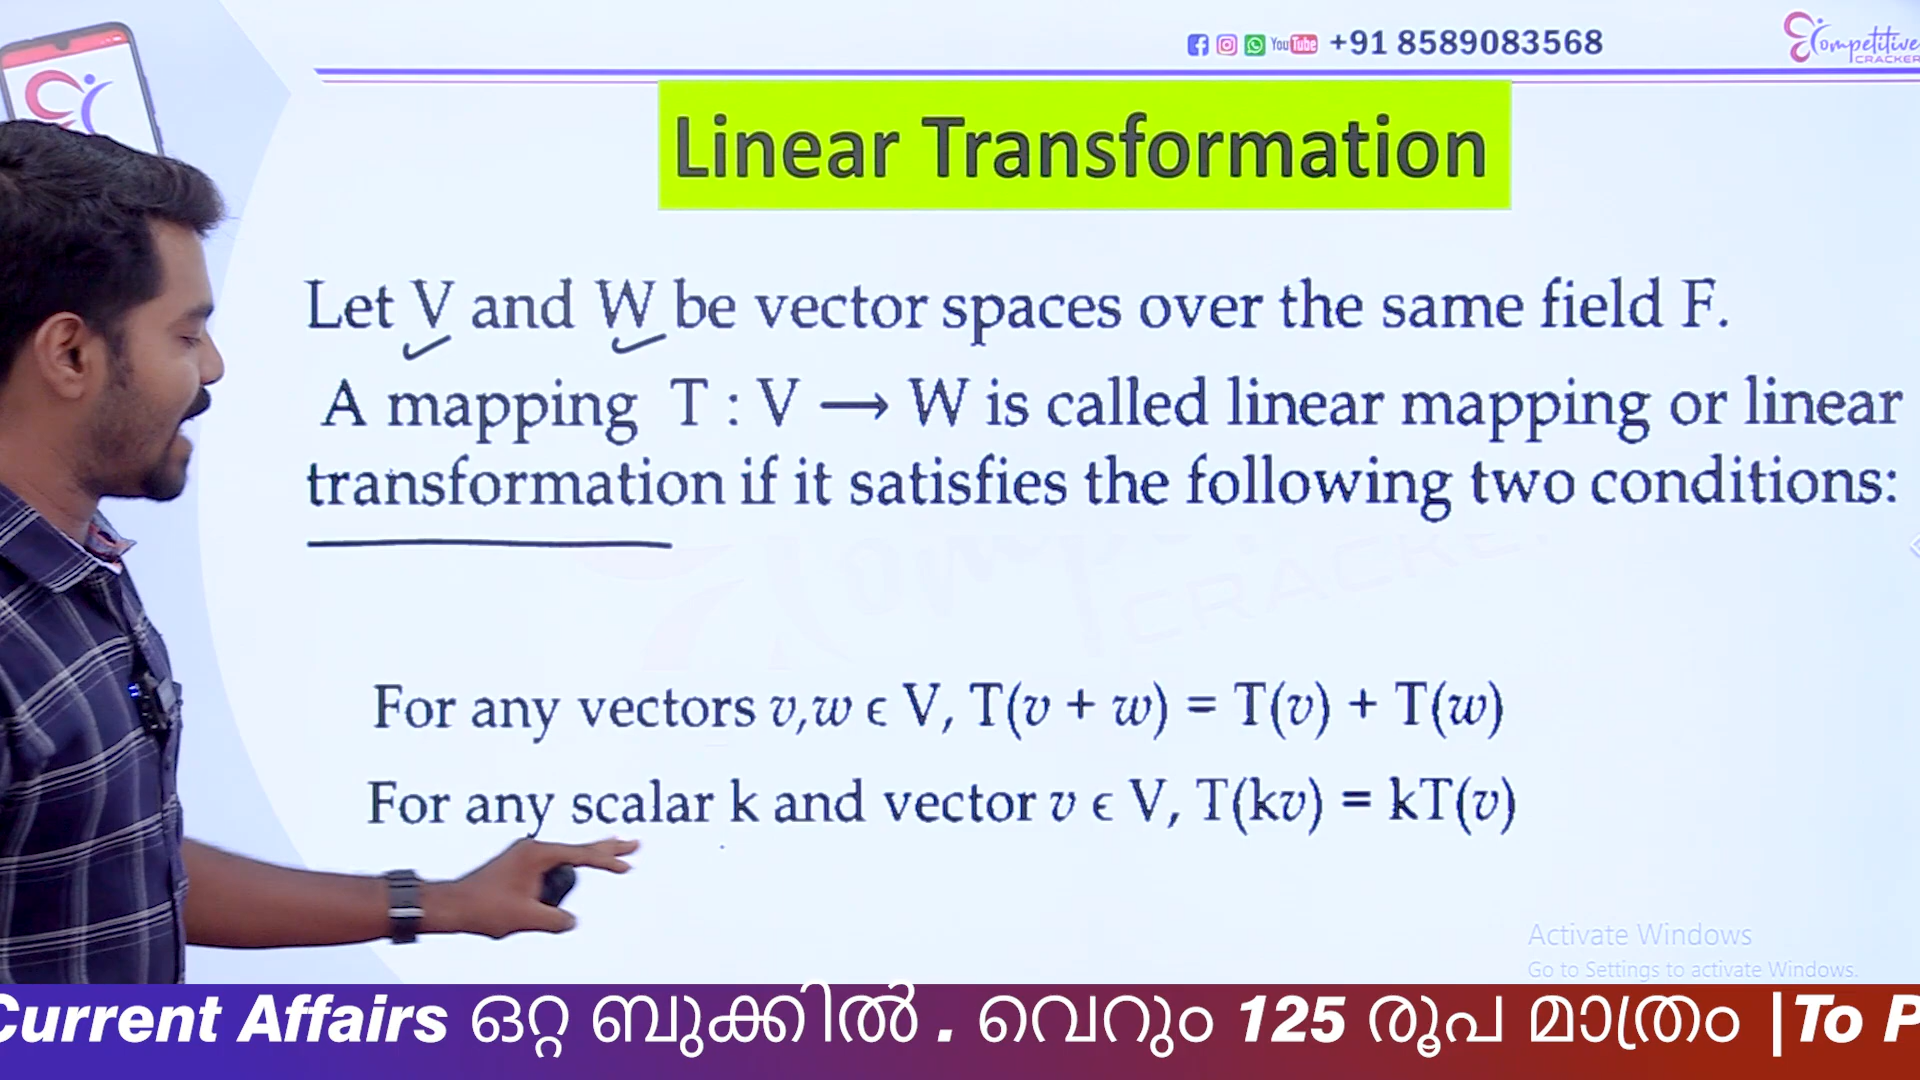 You Tube +91 8589083568
Competitive
CRACKER
Linear Transformation
Let V and W be vector spaces over the same field F.
A mapping T : V ⟶ W is called linear mapping or linear
transformation if it satisfies the following two conditions:
For any vectors v,w ϵ V, T(v + w) = T(v) + T(w)
For any scalar k and vector v ϵ V, T(kv) = kT(v)
Activate Windows
Go to Settings to activate Windows.
Current Affairs ഒറ്റ ബുക്കിൽ . വെറും 125 രൂപ മാത്രം |To P